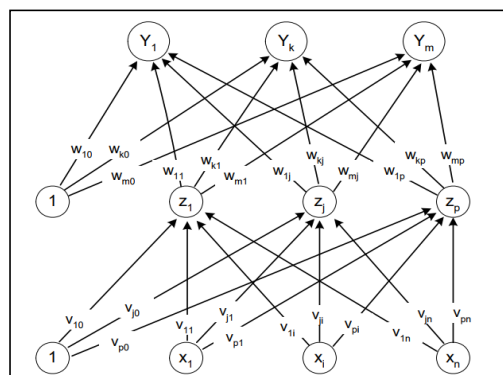 Y1 Yk Ym
w10 wk0 wm0 w11 wk1 wm1 w1j wkj wmj w1p wkp wmp
1 z1 zj zp
v10 vj0 vp0 v11 vj1 vp1 v1i vji vpi v1n vjn vpn
1 x1 xi xn